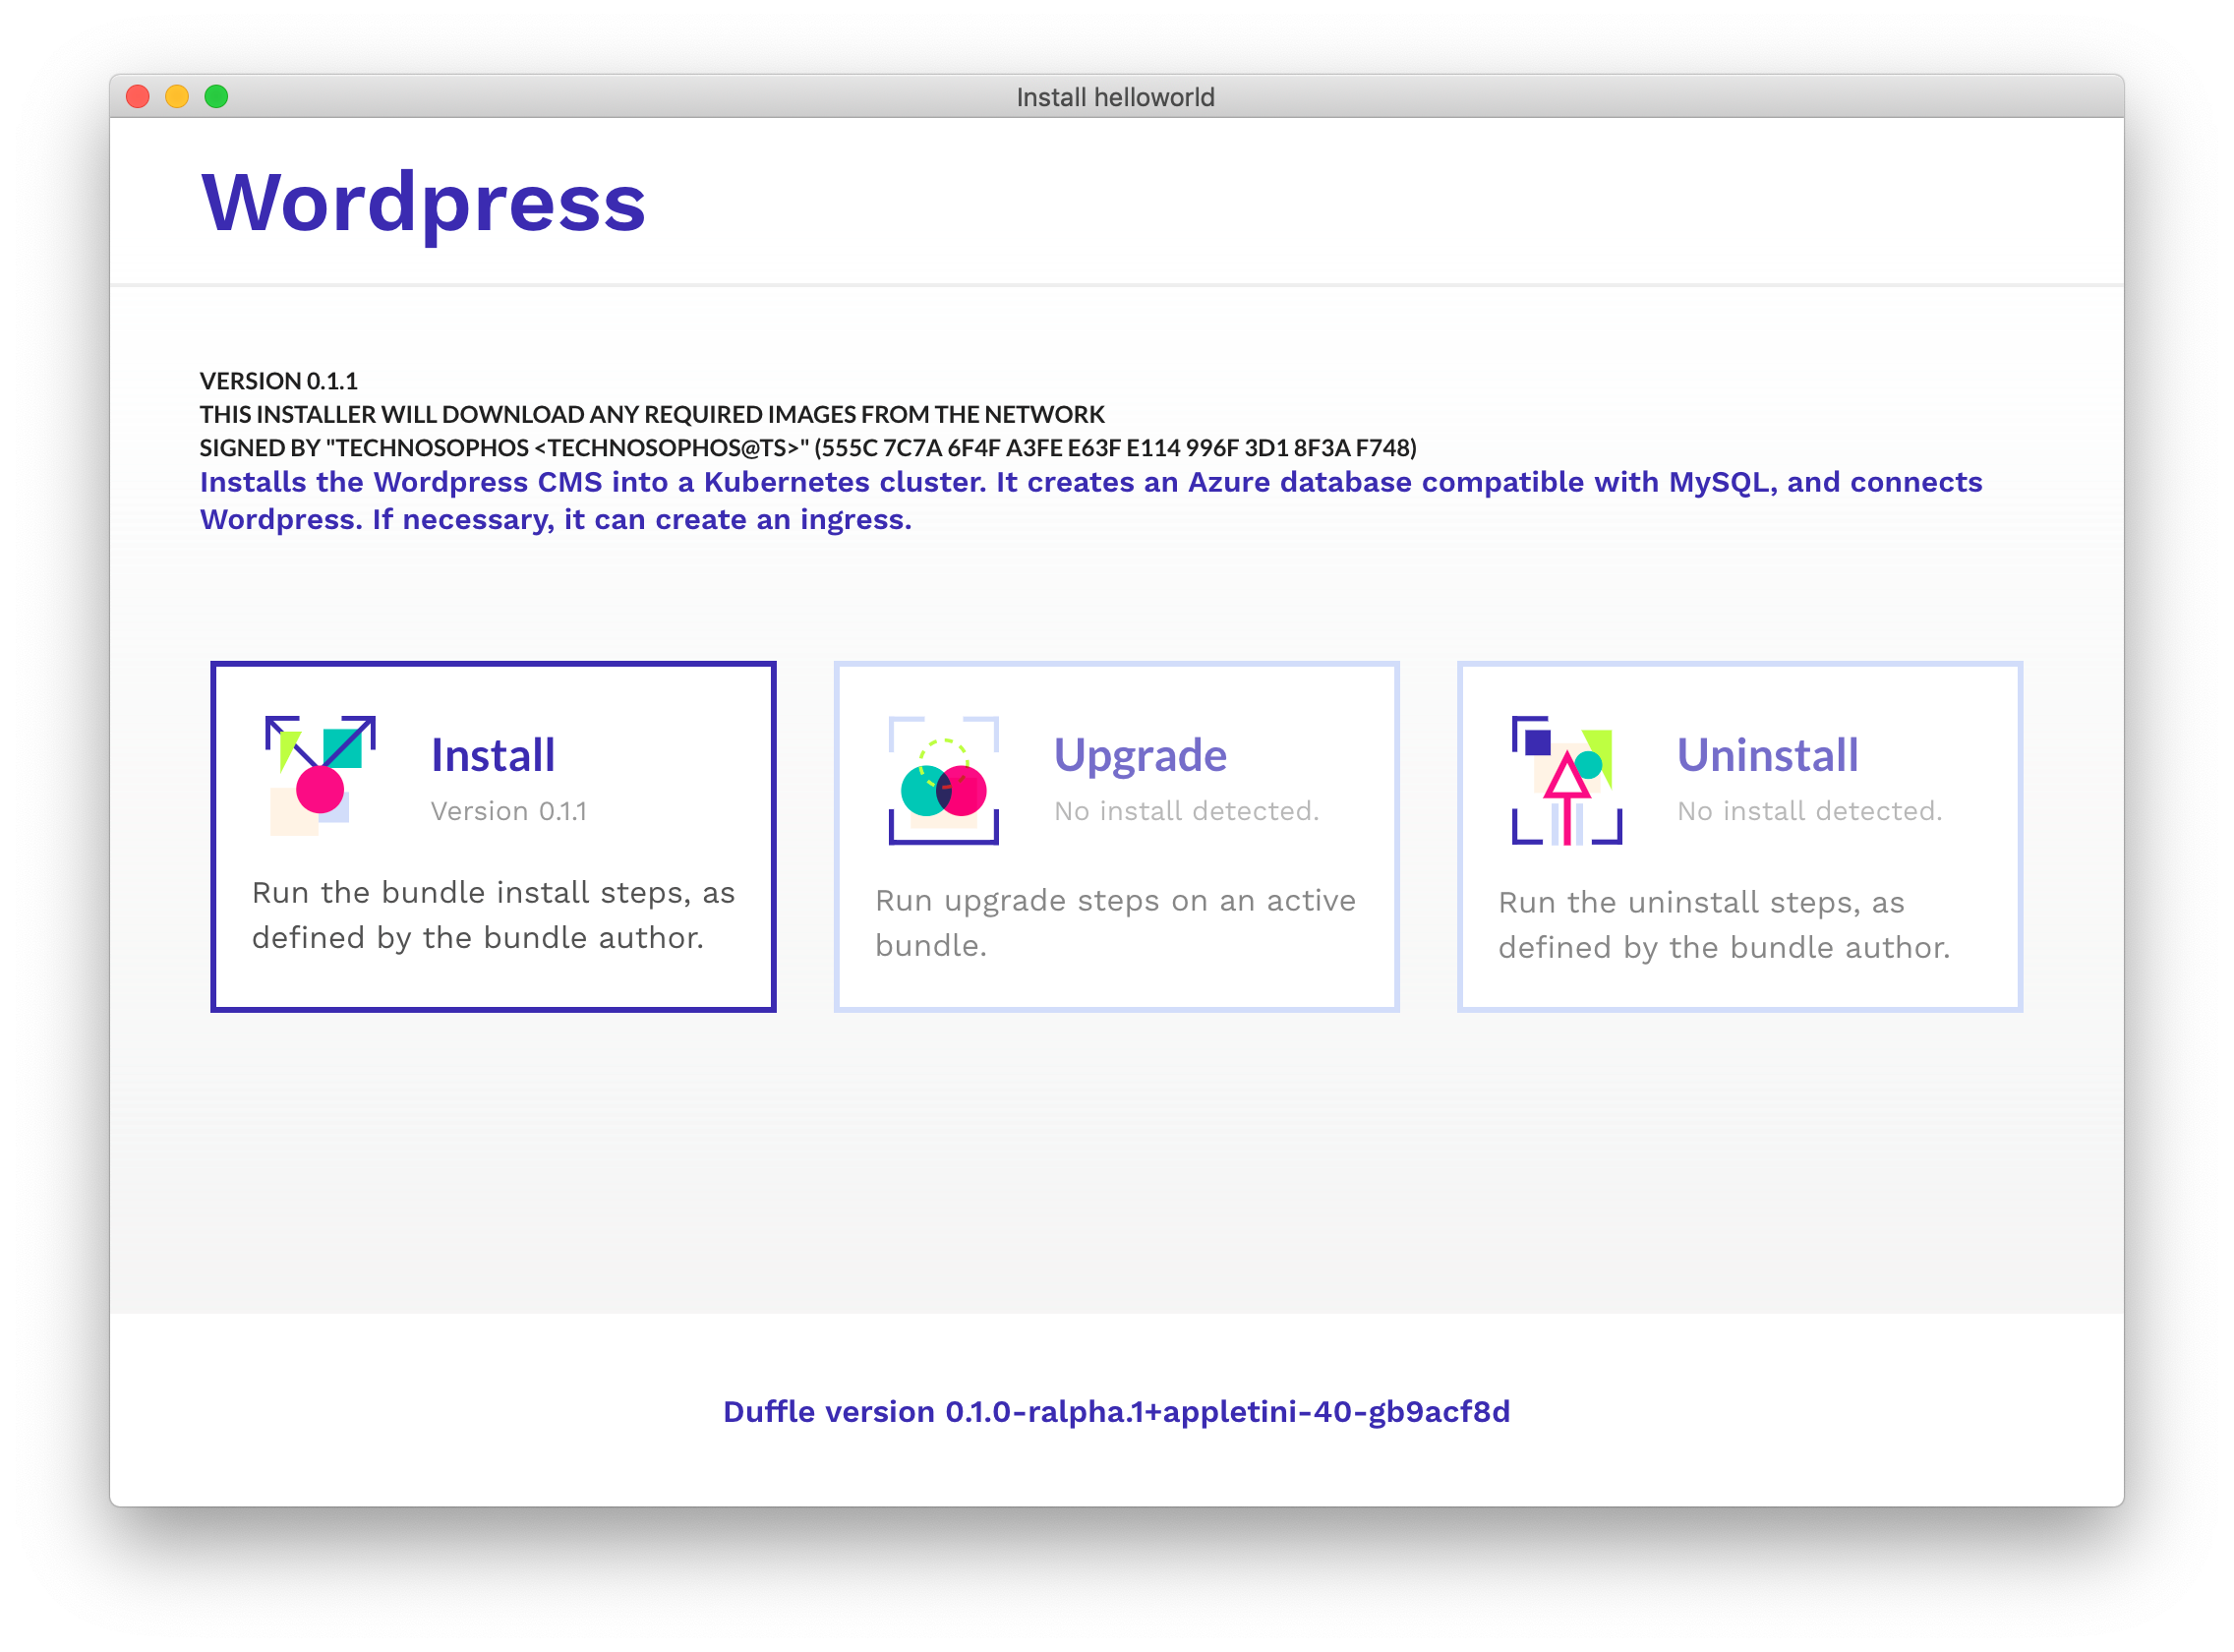 Install helloworld
Wordpress
VERSION 0.1.1
THIS INSTALLER WILL DOWNLOAD ANY REQUIRED IMAGES FROM THE NETWORK
SIGNED BY "TECHNOSOPHOS <TECHNOSOPHOS@TS>" (555C 7C7A 6F4F A3FE E63F E114 996F 3D1 8F3A F748)
Installs the Wordpress CMS into a Kubernetes cluster. It creates an Azure database compatible with MySQL, and connects
Wordpress. If necessary, it can create an ingress.
Install
Version 0.1.1
Run the bundle install steps, as
defined by the bundle author.
Upgrade
No install detected.
Run upgrade steps on an active
bundle.
Uninstall
No install detected.
Run the uninstall steps, as
defined by the bundle author.
Duffle version 0.1.0-ralpha.1+appletini-40-gb9acf8d